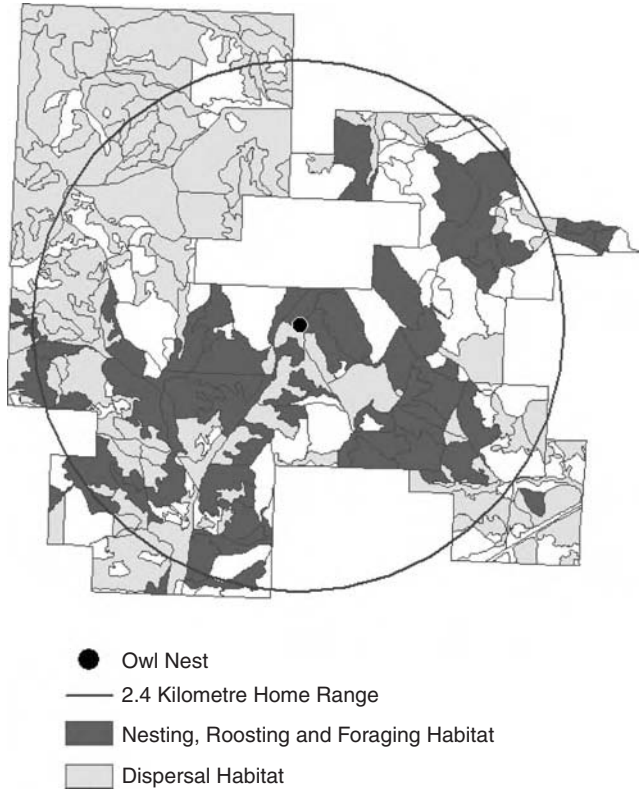 Owl Nest
2.4 Kilometre Home Range
Nesting, Roosting and Foraging Habitat
Dispersal Habitat